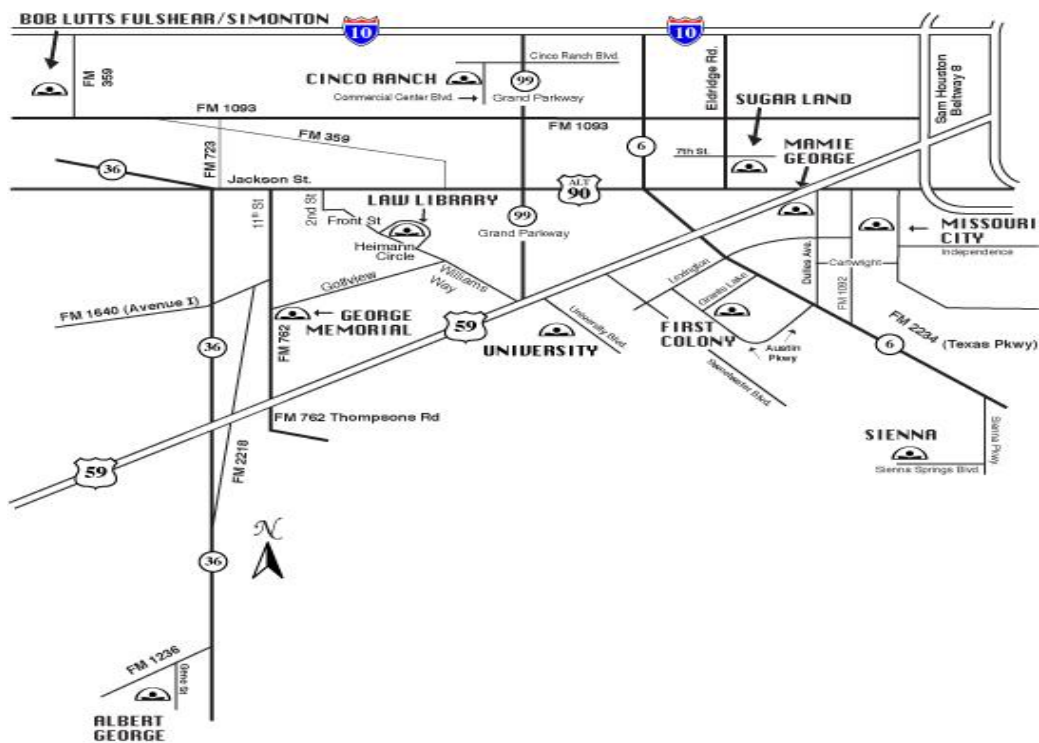 BOB LUTTS FULSHEAR/SIMONTON
10
10
Cinco Ranch Blvd.
FM 359
CINCO RANCH
99
Commercial Center Blvd.
Grand Parkway
Eldridge Rd.
Sam Houston
Beltway 8
SUGAR LAND
FM 1093
FM 1093
FM 359
FM 723
6
7th St.
MAMIE
GEORGE
36
Jackson St.
ALT
90
11th St
2nd St
LAW LIBRARY
Front St
Heimann
Circle
99
Grand Parkway
MISSOURI
CITY
Independence
Dulles Ave.
Cartwright
FM 1092
Golfview
Williams
Way
Lexington
FM 1640 (Avenue I)
GEORGE
MEMORIAL
FM 762
59
UNIVERSITY
University Blvd.
FIRST
COLONY
Austin
Pkwy
FM 2234 (Texas Pkwy)
6
36
Sweetwater Blvd.
FM 762 Thompsons Rd
SIENNA
Sienna Springs Blvd
Sienna Pkwy
59
FM 2218
N
36
FM 1236
Gene St
ALBERT
GEORGE